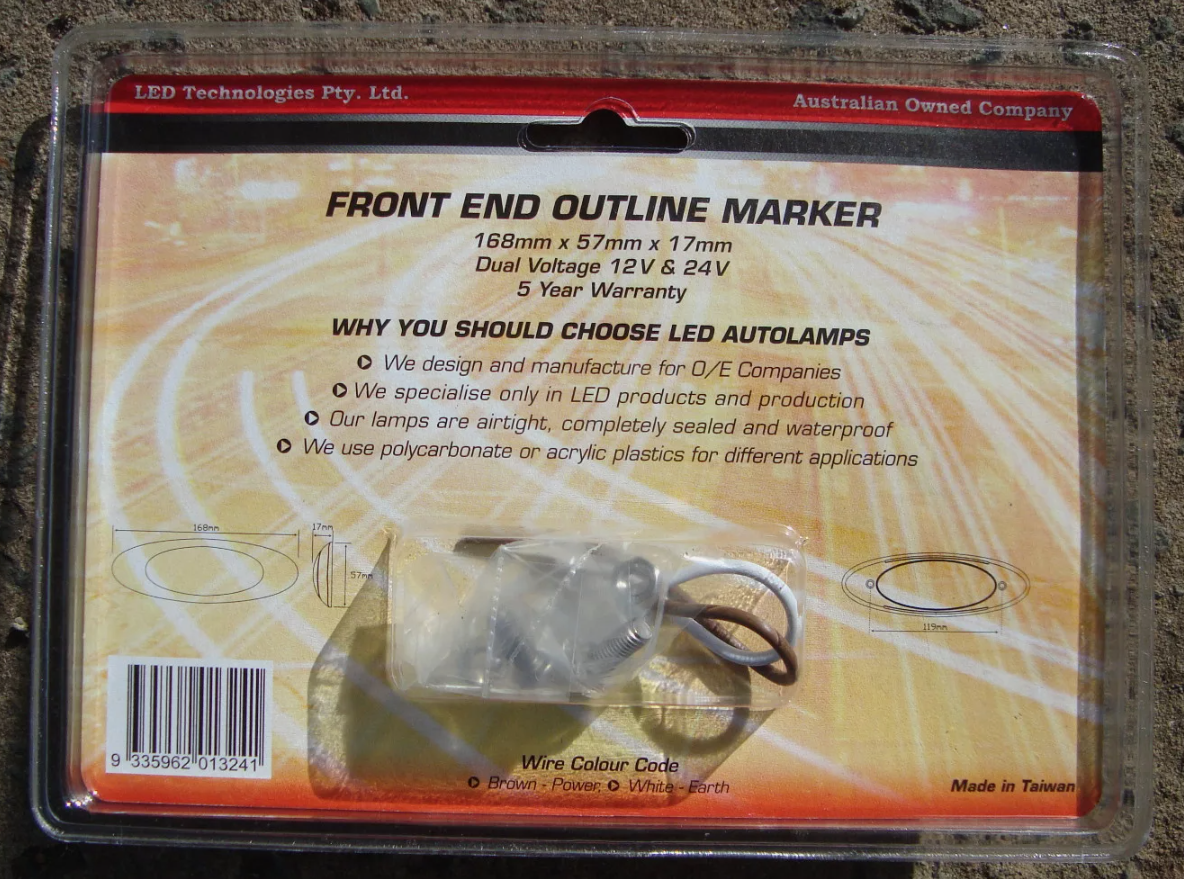 LED Technologies Pty. Ltd.
Australian Owned Company
FRONT END OUTLINE MARKER
168mm x 57mm x 17mm
Dual Voltage 12V & 24V
5 Year Warranty
WHY YOU SHOULD CHOOSE LED AUTOLAMPS
We design and manufacture for O/E Companies
We specialise only in LED products and production
Our lamps are airtight, completely sealed and waterproof
We use polycarbonate or acrylic plastics for different applications
168mm
17mm
57mm
119mm
9 335962 013241
Wire Colour Code
Brown - Power, White - Earth
Made in Taiwan